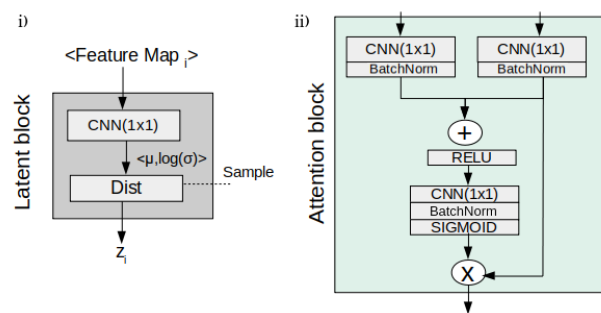 i)
<Feature Map i>
Latent block
CNN(1x1)
<μ,log(σ)>
Sample
Dist
zi
ii)
Attention block
CNN(1x1)
BatchNorm
CNN(1x1)
BatchNorm
+
RELU
CNN(1x1)
BatchNorm
SIGMOID
X